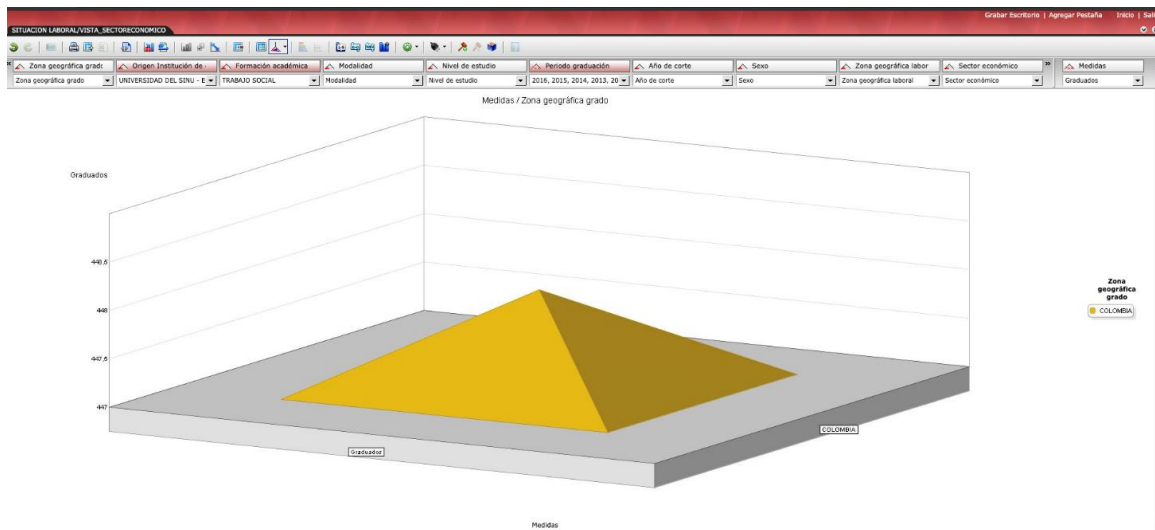 Grabar Escritorio | Agregar Pestaña Inicio | Sali
SITUACION LABORAL/VISTA_SECTORECONOMICO
Zona geográfica grado Origen Institución de Formación académica Modalidad Nivel de estudio Periodo graduación Año de corte Sexo Zona geográfica labor Sector económico Medidas
Zona geográfica grado UNIVERSIDAD DEL SINU - E TRABAJO SOCIAL Modalidad Nivel de estudio 2016, 2015, 2014, 2013, 20 Año de corte Sexo Zona geográfica laboral Sector económico Graduados
Medidas / Zona geográfica grado
Graduados
448,5
448
447,5
447
Zona
geográfica
grado
COLOMBIA
COLOMBIA
Graduados
Medidas